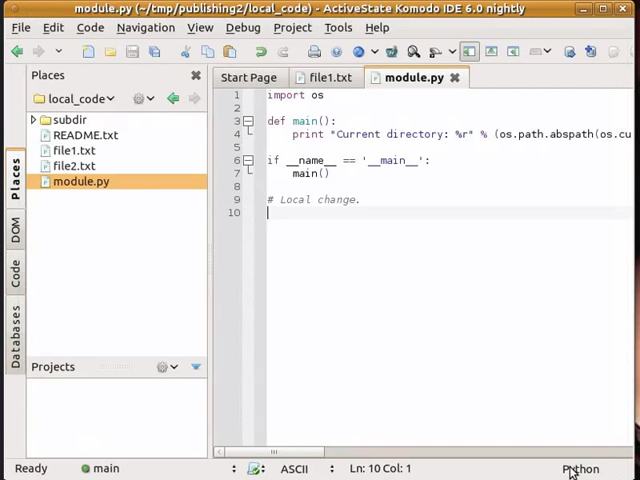 module.py (~/tmp/publishing2/local_code) - ActiveState Komodo IDE 6.0 nightly
File Edit Code Navigation View Debug Project Tools Help
Places
Start Page file1.txt module.py
local_code
subdir
README.txt
file1.txt
file2.txt
module.py
Places
DOM
Code
Databases
Projects
1 import os
2
3 def main():
4 print "Current directory: %r" % (os.path.abspath(os.cu
5
6 if __name__ == '__main__':
7 main()
8
9 # Local change.
10
Ready main ASCII Ln: 10 Col: 1 Python